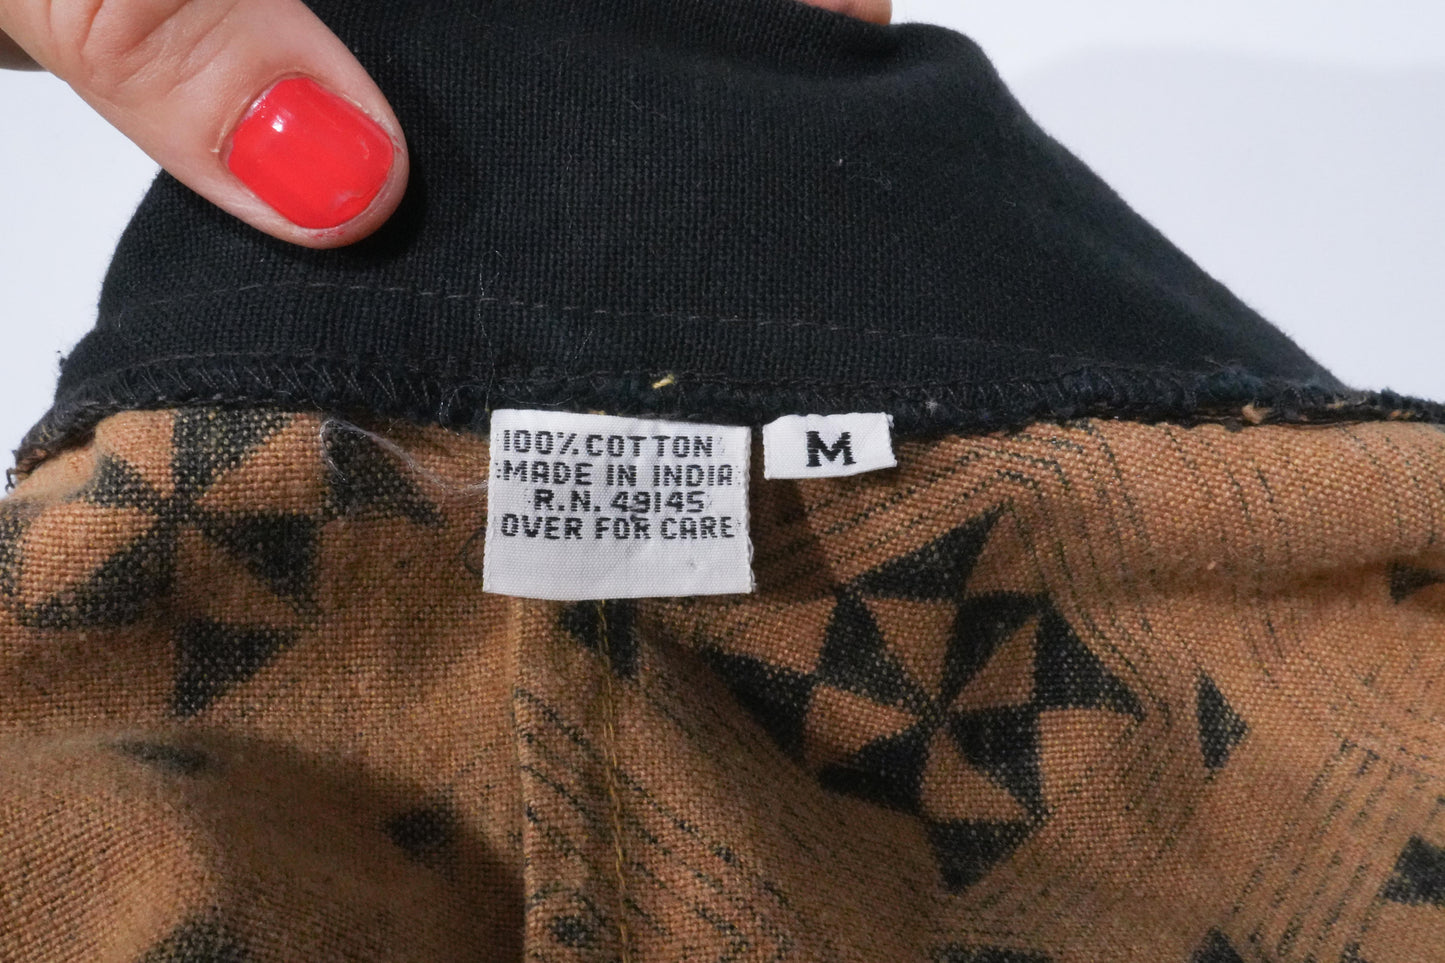 100% COTTON
MADE IN INDIA
R.N. 49145
OVER FOR CARE
M